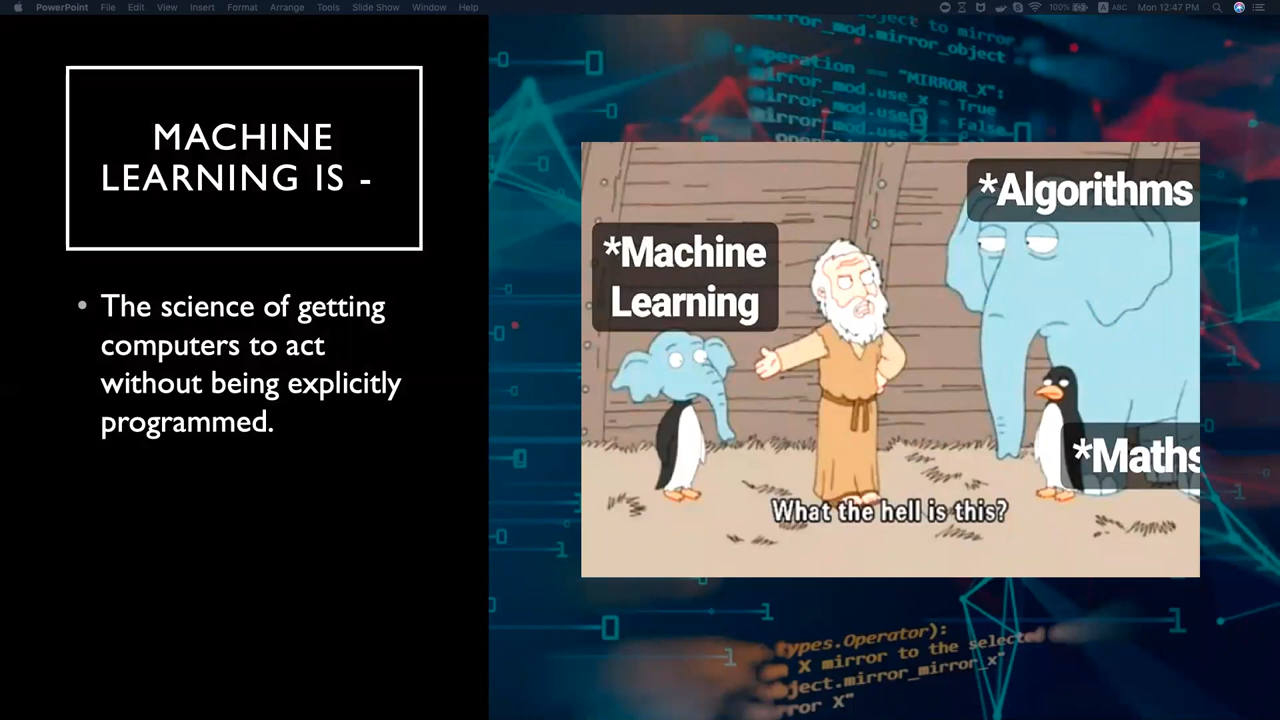 PowerPoint File Edit View Insert Format Arrange Tools Slide Show Window Help
100% A ABC Mon 12:47 PM
MACHINE
LEARNING IS -
• The science of getting
computers to act
without being explicitly
programmed.
mirror_mod.mirror_object
operation == "MIRROR_X":
mirror_mod.use_x = True
mirror_mod.use_y = False
*Algorithms
*Machine
Learning
*Maths
What the hell is this?
types.Operator):
X mirror to the selected
ject.mirror_mirror_x"
ror X"